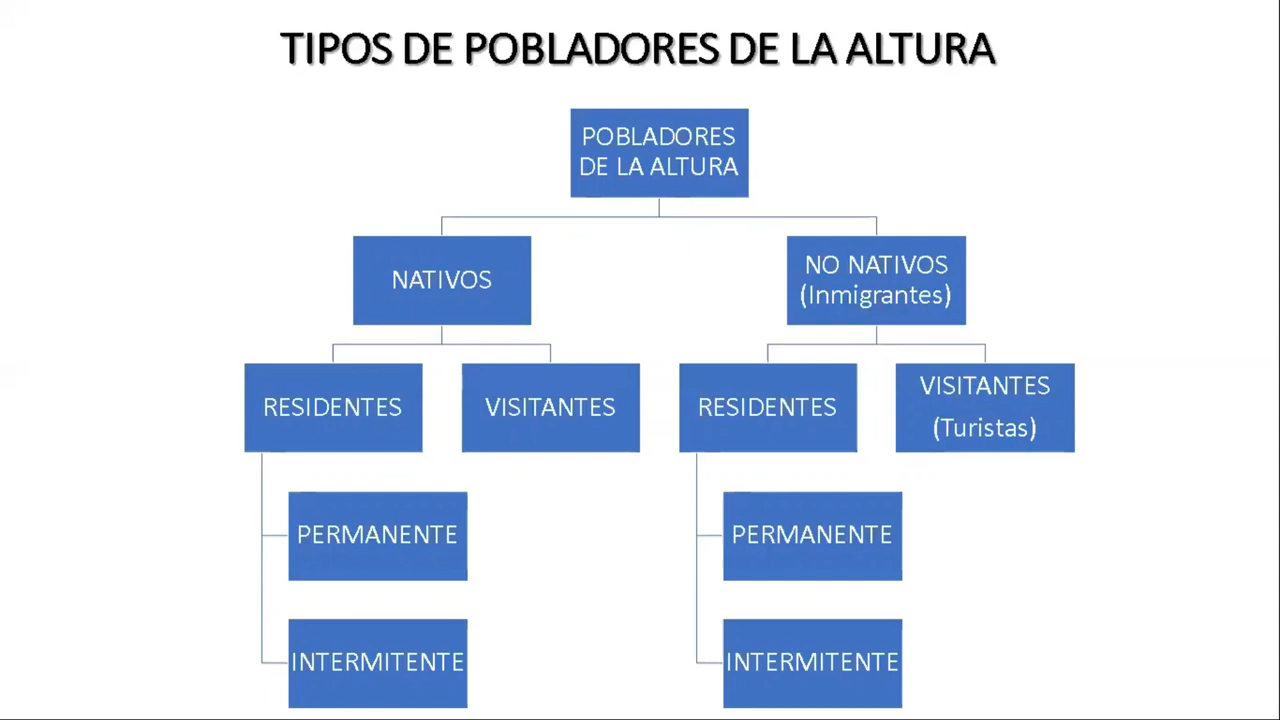 TIPOS DE POBLADORES DE LA ALTURA
POBLADORES
DE LA ALTURA
NATIVOS
NO NATIVOS
(Inmigrantes)
RESIDENTES
VISITANTES
RESIDENTES
VISITANTES
(Turistas)
PERMANENTE
PERMANENTE
INTERMITENTE
INTERMITENTE